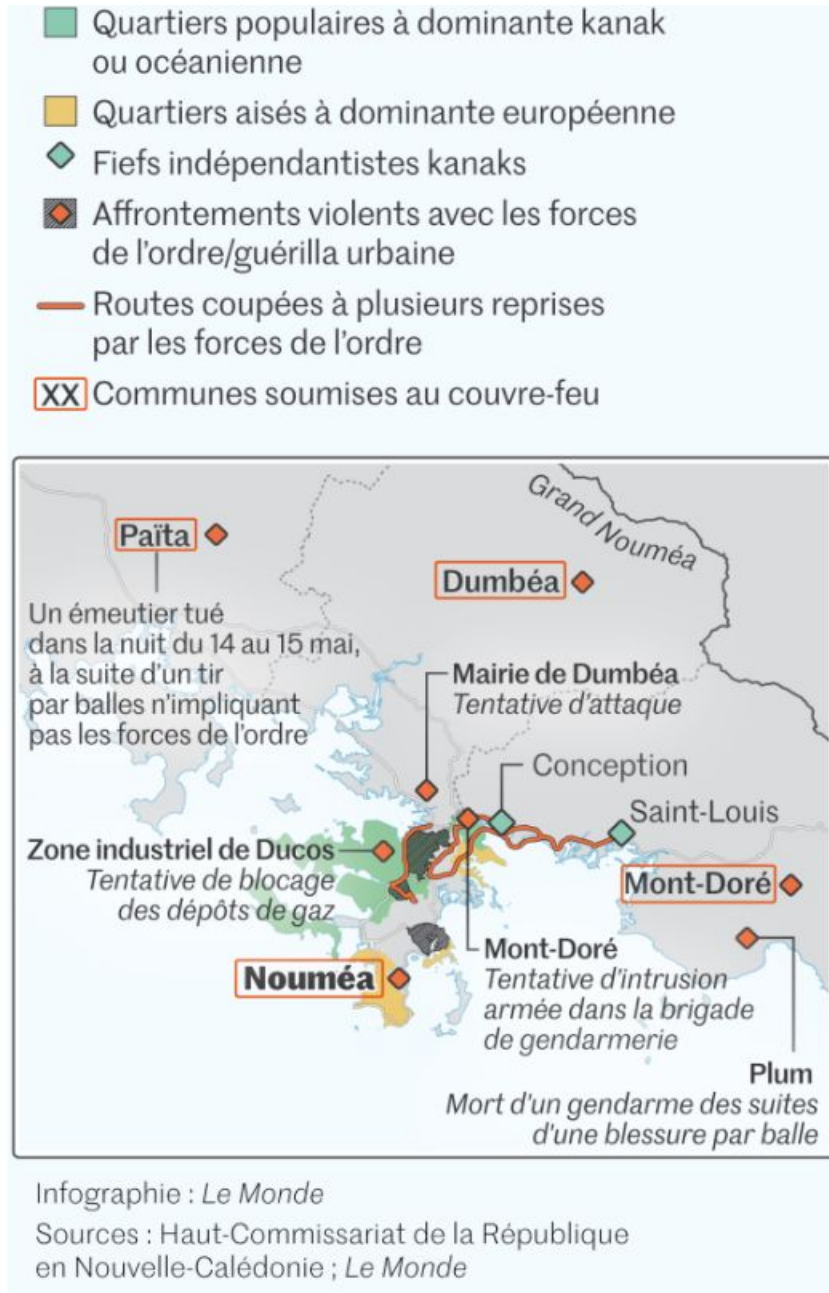 Quartiers populaires à dominante kanak
ou océanienne
Quartiers aisés à dominante européenne
Fiefs indépendantistes kanaks
Affrontements violents avec les forces
de l'ordre/guérilla urbaine
Routes coupées à plusieurs reprises
par les forces de l'ordre
XX Communes soumises au couvre-feu
Grand Nouméa
Païta
Dumbéa
Un émeutier tué
dans la nuit du 14 au 15 mai,
à la suite d'un tir
par balles n'impliquant
pas les forces de l'ordre
Mairie de Dumbéa
Tentative d'attaque
Conception
Saint-Louis
Zone industriel de Ducos
Tentative de blocage
des dépôts de gaz
Mont-Doré
Nouméa
Mont-Doré
Tentative d'intrusion
armée dans la brigade
de gendarmerie
Plum
Mort d'un gendarme des suites
d'une blessure par balle
Infographie : Le Monde
Sources : Haut-Commissariat de la République
en Nouvelle-Calédonie ; Le Monde